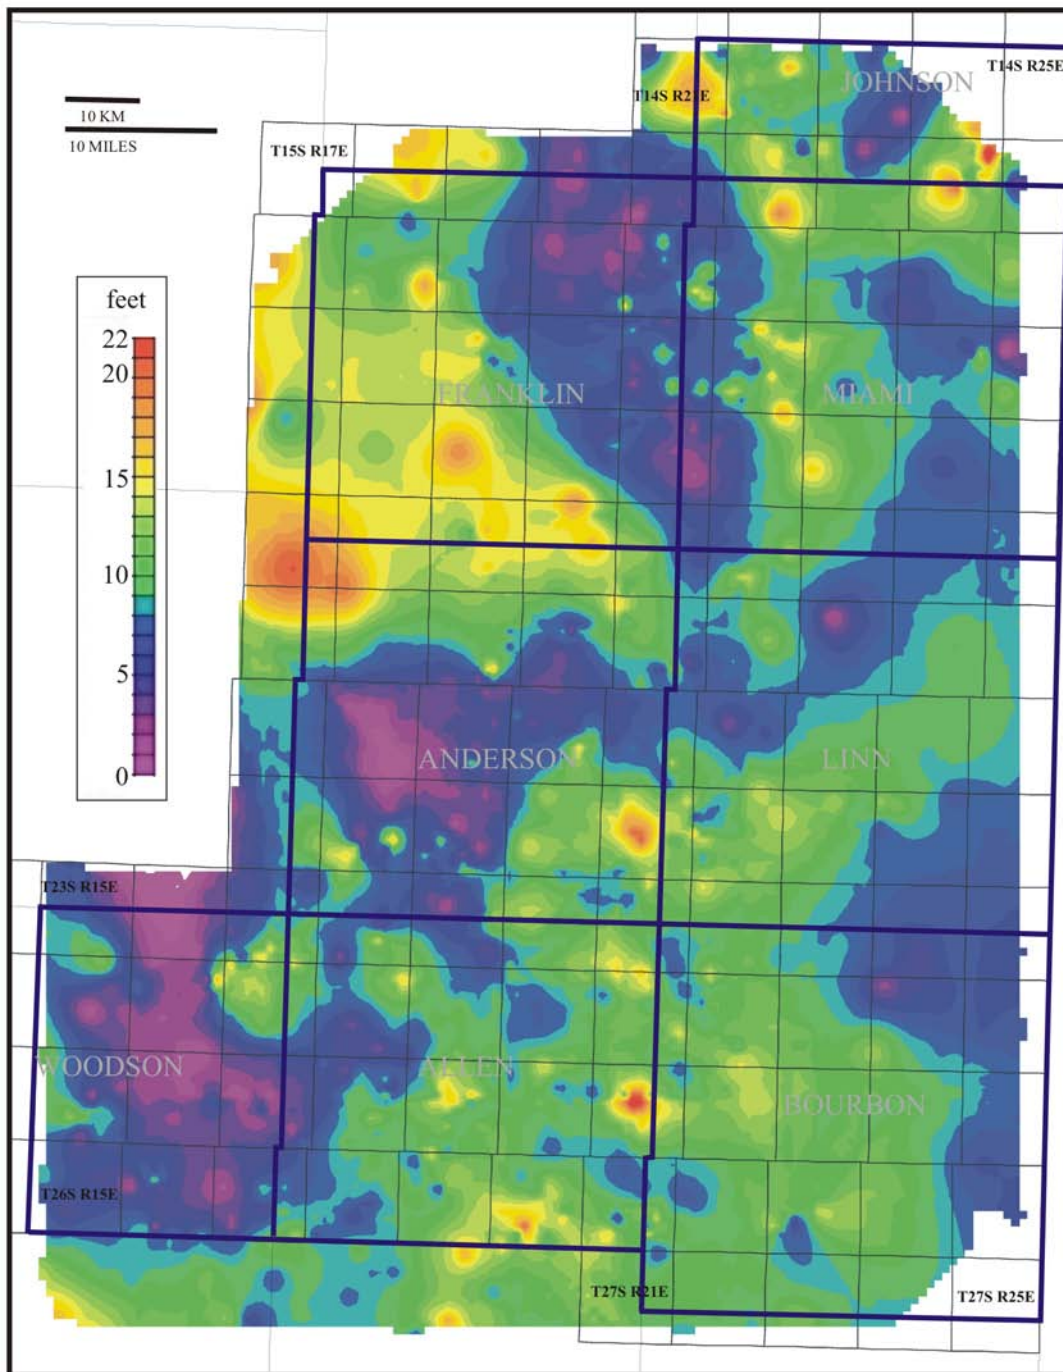 JOHNSON
T14S R25E
T14S R21E
10 KM
10 MILES
T15S R17E
feet
22
20
15
10
5
0
FRANKLIN
MIAMI
ANDERSON
LINN
T23S R15E
WOODSON
ALLEN
BOURBON
T26S R15E
T27S R21E
T27S R25E